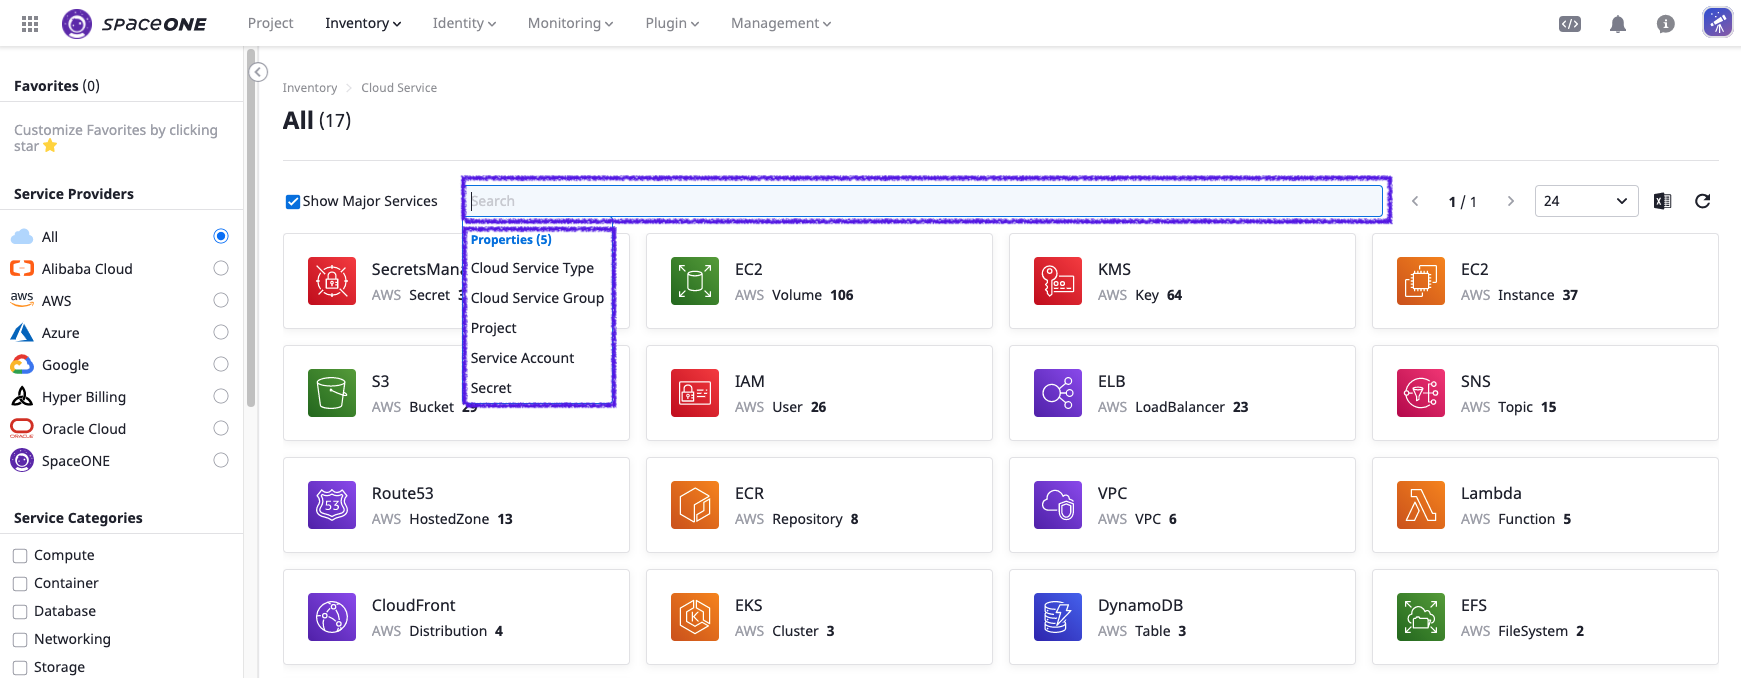 spaceONE Project Inventory Identity Monitoring Plugin Management
Favorites (0)
Customize Favorites by clicking
star
Service Providers
All
Alibaba Cloud
aws AWS
Azure
Google
Hyper Billing
ORACLE Oracle Cloud
SpaceONE
Service Categories
Compute
Container
Database
Networking
Storage
Inventory Cloud Service
All (17)
Show Major Services
Search
1 / 1
24
Properties (5)
Cloud Service Type
Cloud Service Group
Project
Service Account
Secret
AWS Secret
EC2
AWS Volume 106
KMS
AWS Key 64
EC2
AWS Instance 37
S3
AWS Bucket 29
IAM
AWS User 26
ELB
AWS LoadBalancer 23
SNS
AWS Topic 15
53
Route53
AWS HostedZone 13
ECR
AWS Repository 8
VPC
AWS VPC 6
Lambda
AWS Function 5
CloudFront
AWS Distribution 4
K
EKS
AWS Cluster 3
DynamoDB
AWS Table 3
EFS
AWS FileSystem 2